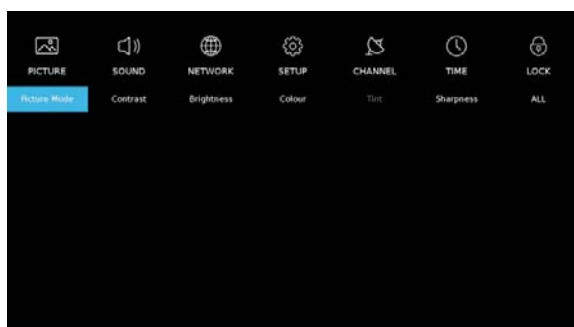 PICTURE SOUND NETWORK SETUP CHANNEL TIME LOCK
Picture Mode Contrast Brightness Colour Tint Sharpness ALL